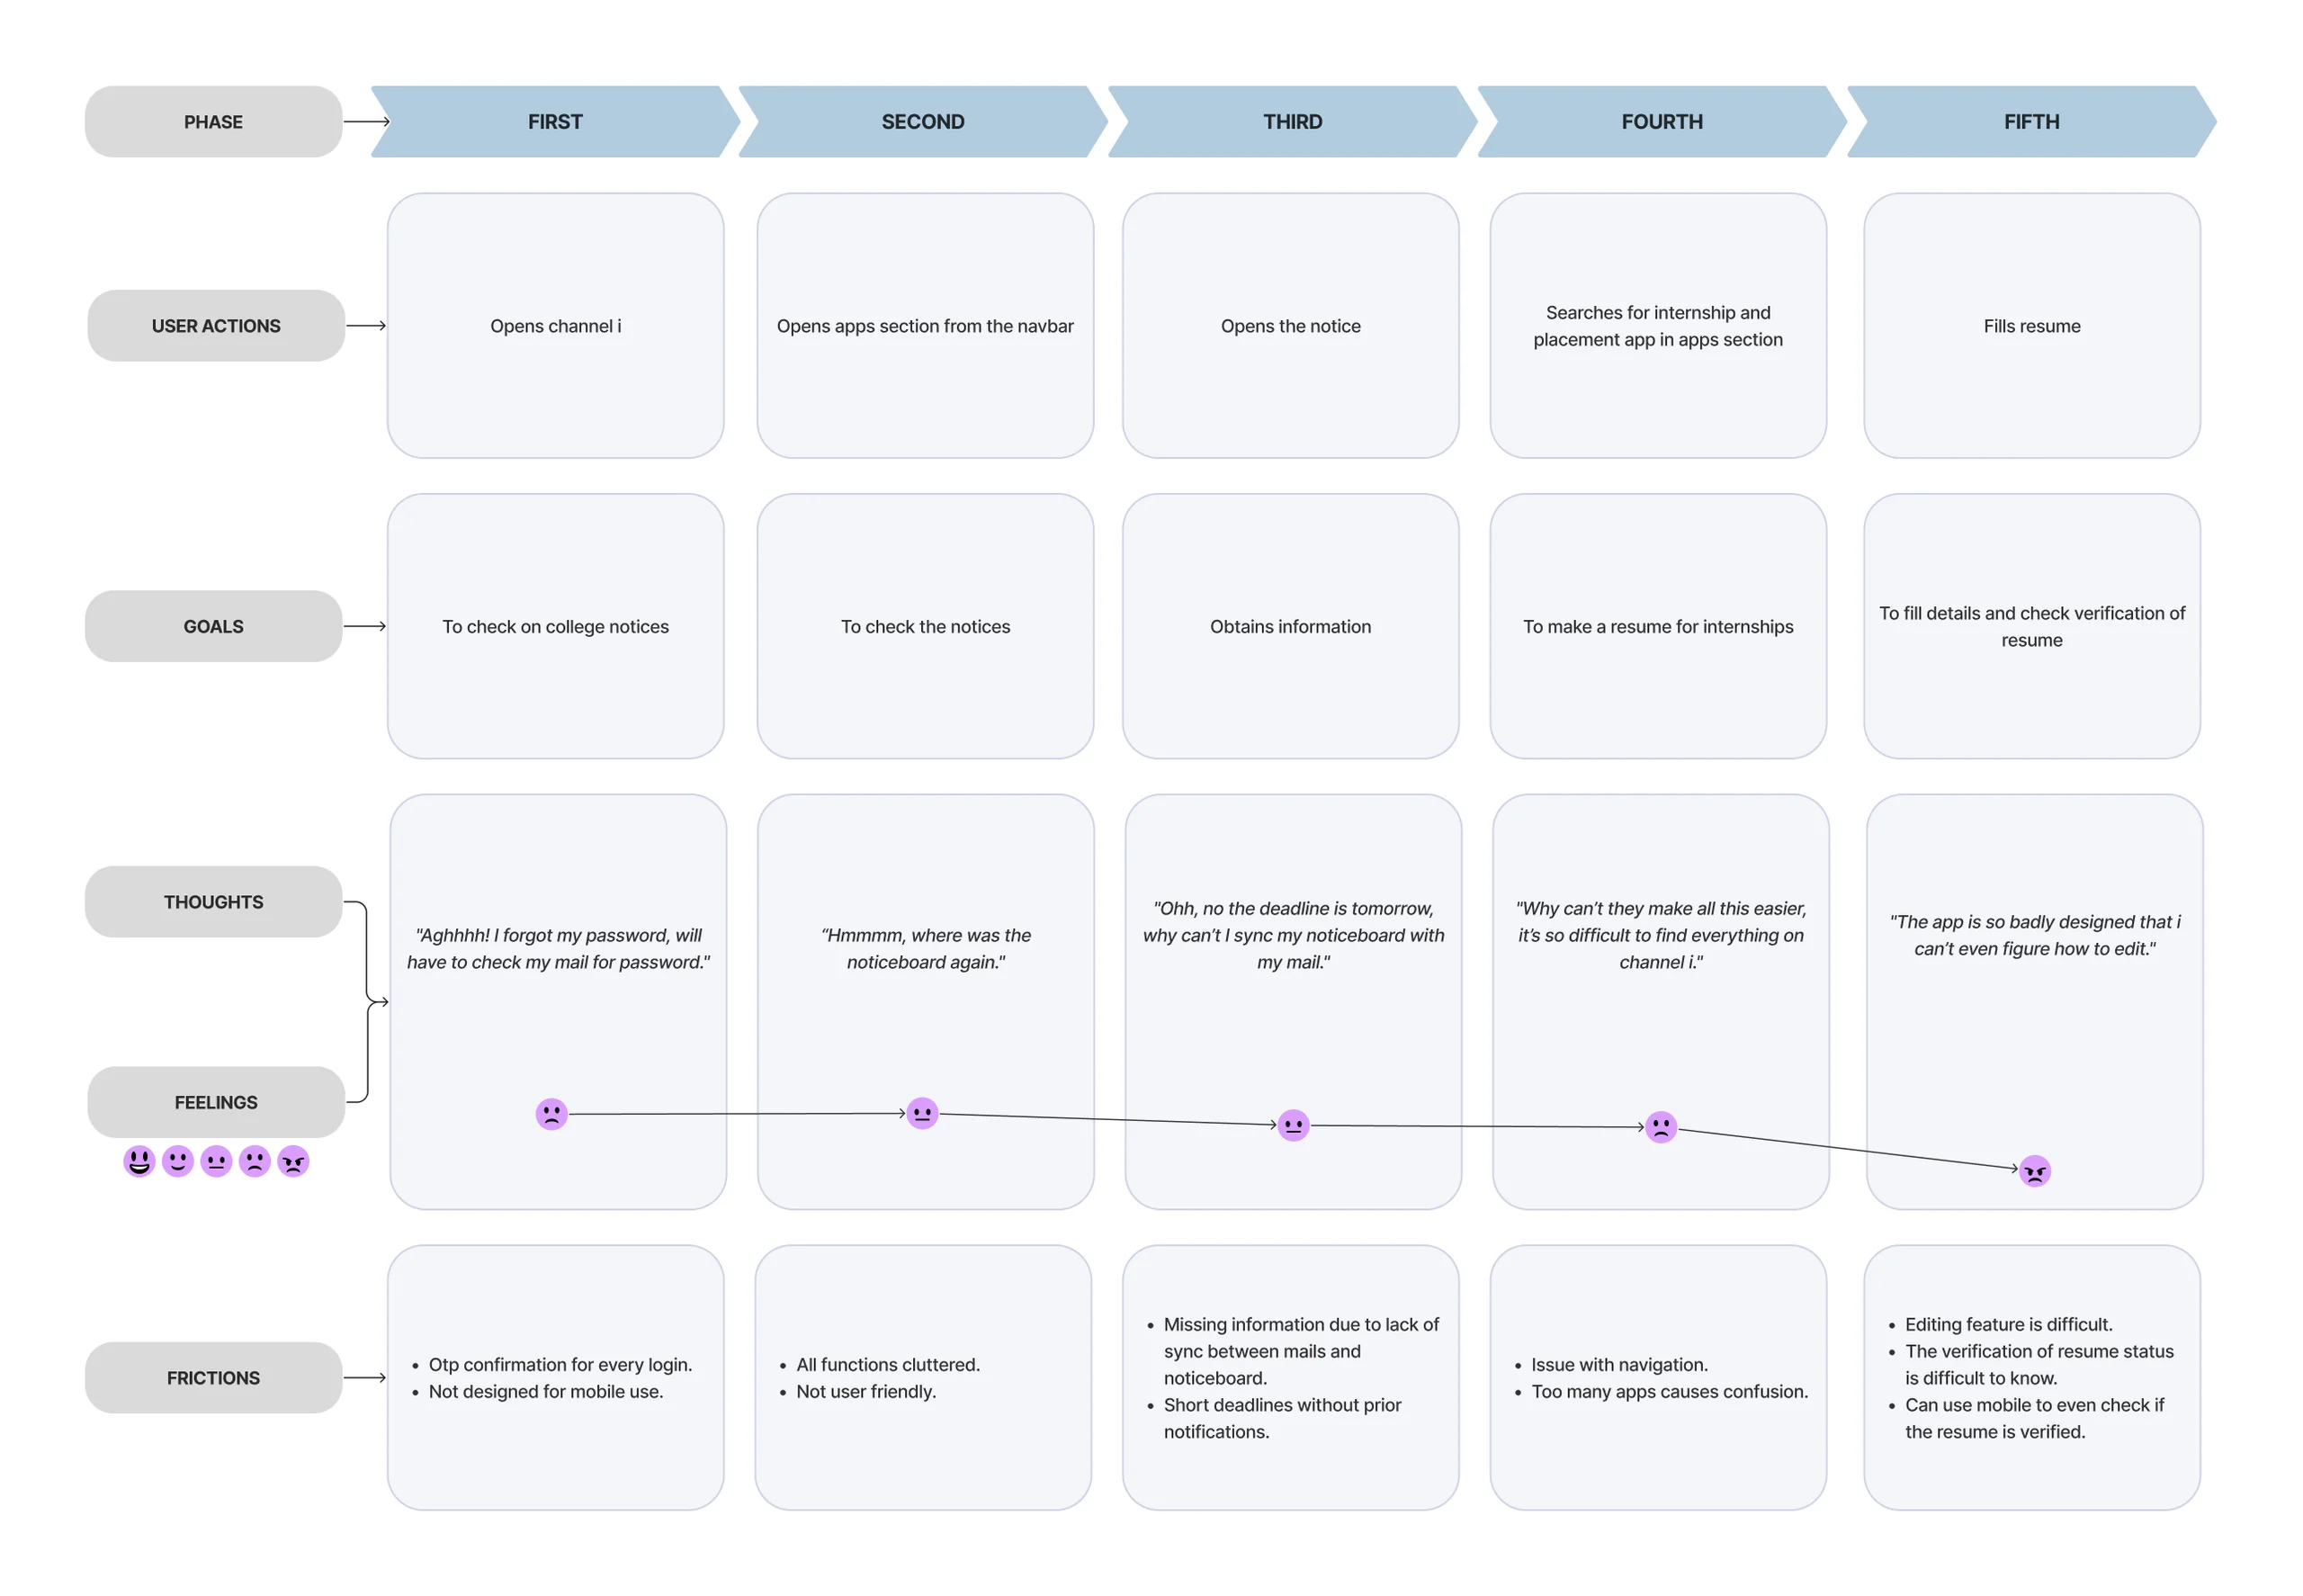 PHASE
FIRST
SECOND
THIRD
FOURTH
FIFTH
USER ACTIONS
Opens channel i
Opens apps section from the navbar
Opens the notice
Searches for internship and
placement app in apps section
Fills resume
GOALS
To check on college notices
To check the notices
Obtains information
To make a resume for internships
To fill details and check verification of
resume
THOUGHTS
"Aghhhh! I forgot my password, will
have to check my mail for password."
“Hmmmm, where was the
noticeboard again."
"Ohh, no the deadline is tomorrow,
why can’t I sync my noticeboard with
my mail."
"Why can’t they make all this easier,
it’s so difficult to find everything on
channel i."
"The app is so badly designed that i
can’t even figure how to edit."
FEELINGS
FRICTIONS
• Otp confirmation for every login.
• Not designed for mobile use.
• All functions cluttered.
• Not user friendly.
• Missing information due to lack of
sync between mails and
noticeboard.
• Short deadlines without prior
notifications.
• Issue with navigation.
• Too many apps causes confusion.
• Editing feature is difficult.
• The verification of resume status
is difficult to know.
• Can use mobile to even check if
the resume is verified.